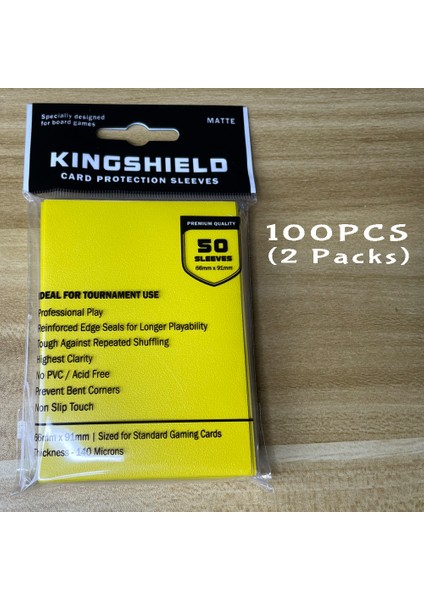 Specially designed
for board games
MATTE
KINGSHIELD
CARD PROTECTION SLEEVES
PREMIUM QUALITY
50
SLEEVES
66mm x 91mm
100PCS
(2 Packs)
IDEAL FOR TOURNAMENT USE
Professional Play
Reinforced Edge Seals for Longer Playability
Tough Against Repeated Shuffling
Highest Clarity
No PVC / Acid Free
Prevent Bent Corners
Non Slip Touch
66mm x 91mm | Sized for Standard Gaming Cards
Thickness - 140 Microns